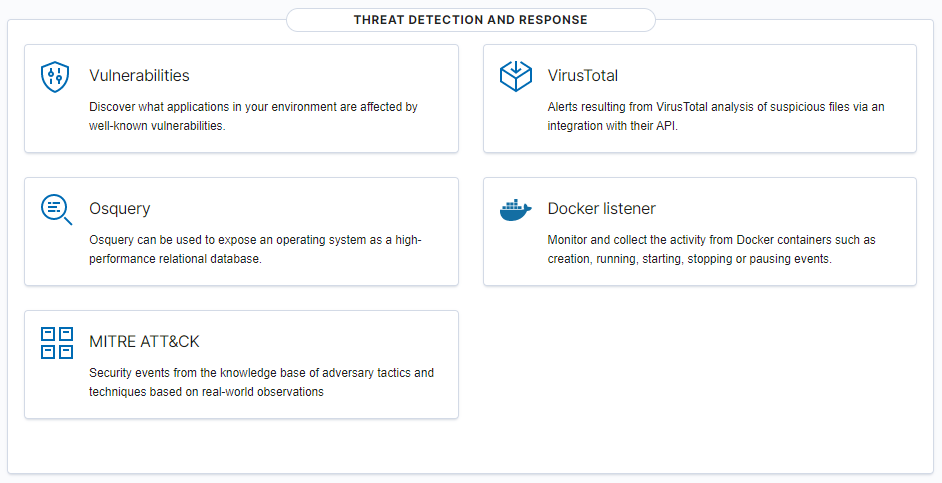 THREAT DETECTION AND RESPONSE
Vulnerabilities
Discover what applications in your environment are affected by
well-known vulnerabilities.
VirusTotal
Alerts resulting from VirusTotal analysis of suspicious files via an
integration with their API.
Osquery
Osquery can be used to expose an operating system as a high-
performance relational database.
Docker listener
Monitor and collect the activity from Docker containers such as
creation, running, starting, stopping or pausing events.
MITRE ATT&CK
Security events from the knowledge base of adversary tactics and
techniques based on real-world observations